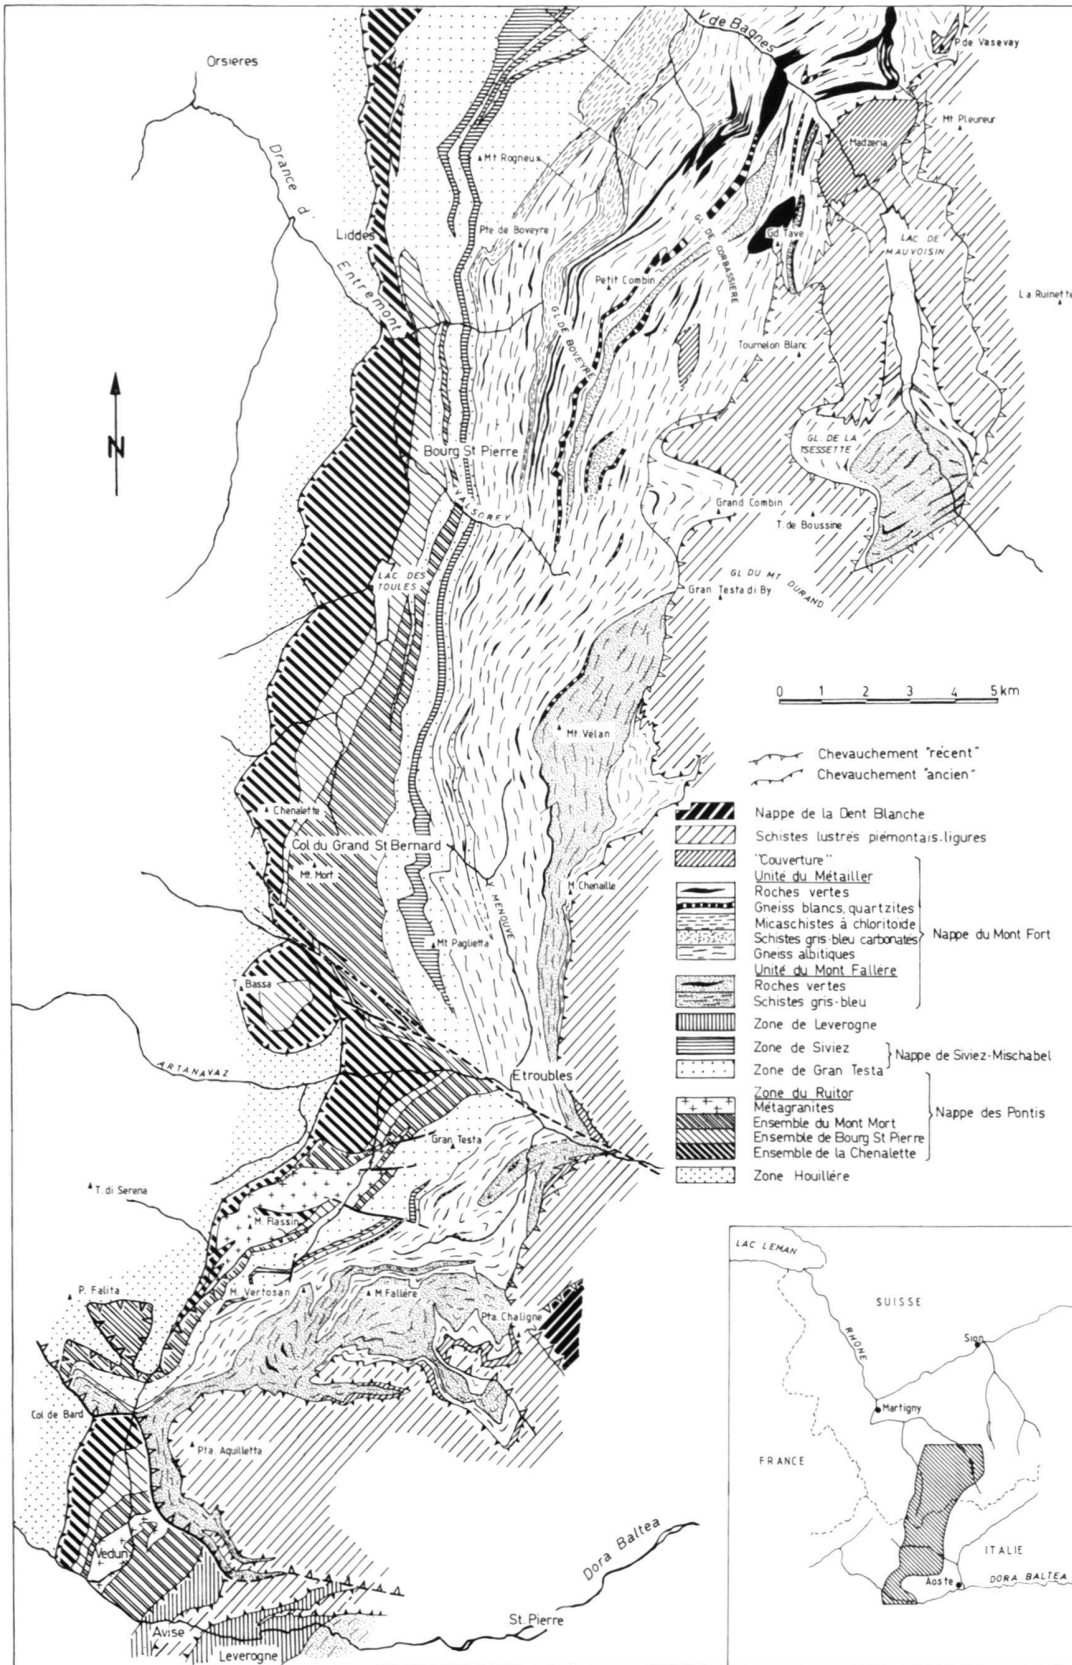 Orsières
V. de Bagnes
P. de Vasevay
Mt. Pleureur
Madzeria
Mt Rogneux
Drance d'Entremont
Liddes
Pte de Boveyre
GL. DE CORBASSIÈRE
Gd. Tave
LAC DE
MAUVOISIN
Petit Combin
La Ruinette
GL. DE BOVEYRE
Tournelon Blanc
N
Bourg St Pierre
GL. DE LA
TSESSETTE
VALSOREY
Grand Combin
T. de Boussine
LAC DES
TOULES
GL DU MT DURAND
Gran Testa di By
0 1 2 3 4 5 km
Mt. Vélan
Chevauchement "récent"
Chevauchement "ancien"
Chenalette
Nappe de la Dent Blanche
Col du Grand St Bernard
Schistes lustrés piémontais-ligures
Mt. Mort
"Couverture"
Unité du Métailler
M. Chenaille
Roches vertes
V. MENOUVE
Gneiss blancs, quartzites
Micaschistes à chloritoïde
Nappe du Mont Fort
Mt Paglietta
Schistes gris-bleu carbonatés
Gneiss albitiques
Unité du Mont Fallère
T. Bassa
Roches vertes
Schistes gris-bleu
Zone de Leverogne
Zone de Siviez
Nappe de Siviez-Mischabel
ARTANAVAZ
Etroubles
Zone de Gran Testa
Zone du Ruitor
Métagranites
Nappe des Pontis
Ensemble du Mont Mort
Gran Testa
Ensemble de Bourg St Pierre
Ensemble de la Chenalette
Zone Houillère
T. di Serena
M. Flassin
P. Falita
M. Vertosan
M. Fallère
Pta. Chaligne
Col de Bard
Pta. Aquilletta
Vedun
Dora Baltea
Avise
St. Pierre
Leverogne
LAC LEMAN
SUISSE
RHÔNE
Sion
Martigny
FRANCE
ITALIE
Aoste
DORA BALTEA